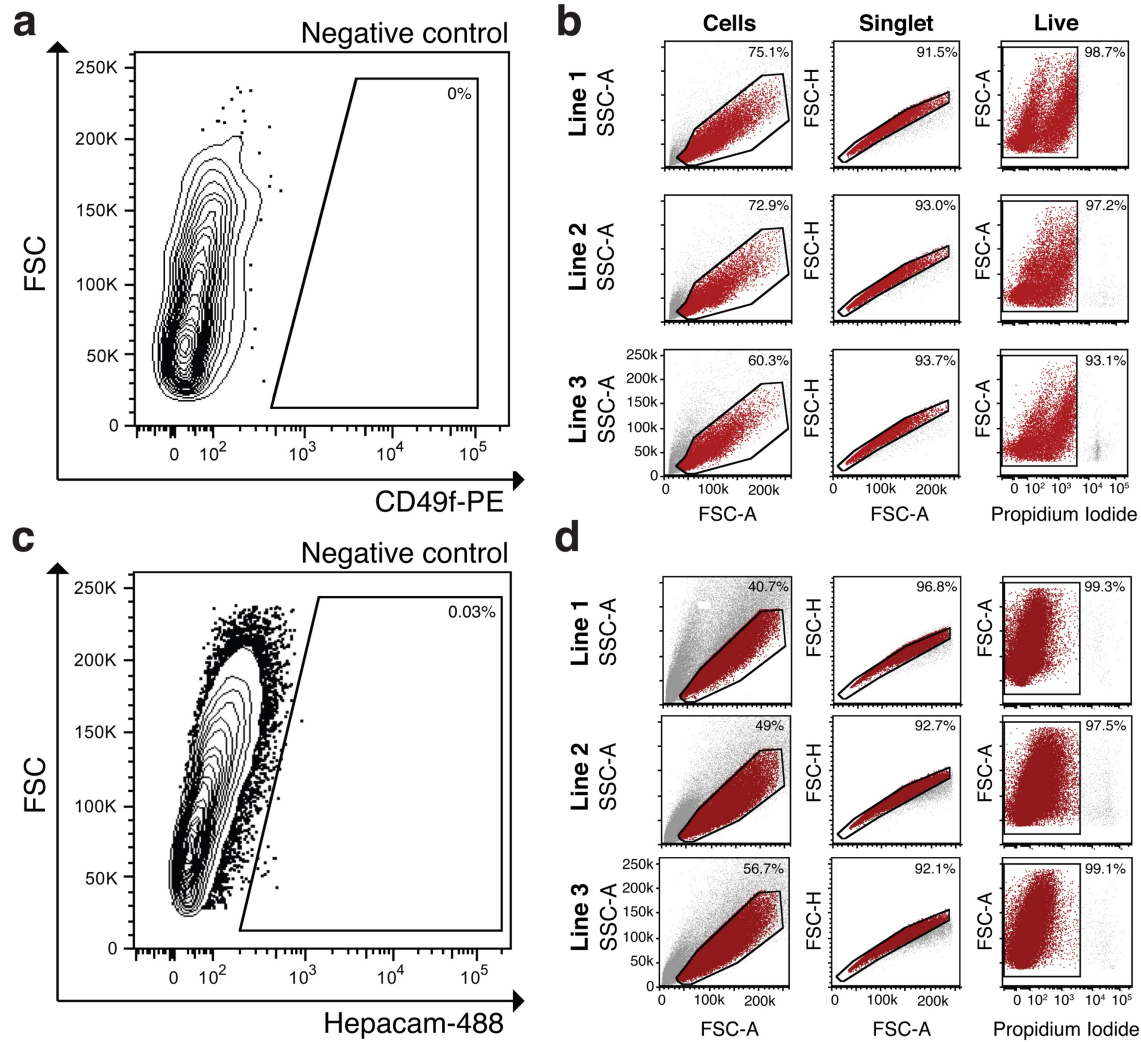 a
Negative control
250K
200K
150K
100K
50K
0
0%
FSC
0 10² 10³ 10⁴ 10⁵
CD49f-PE
b
Cells Singlet Live
Line 1
SSC-A
75.1%
FSC-H
91.5%
FSC-A
98.7%
Line 2
SSC-A
72.9%
FSC-H
93.0%
FSC-A
97.2%
Line 3
SSC-A
250k
200k
150k
100k
50k
0
60.3%
FSC-H
93.7%
FSC-A
93.1%
0 100k 200k
0 100k 200k
0 10² 10³ 10⁴ 10⁵
FSC-A FSC-A Propidium Iodide
c
Negative control
250K
200K
150K
100K
50K
0
0.03%
FSC
0 10² 10³ 10⁴ 10⁵
Hepacam-488
d
Line 1
SSC-A
40.7%
FSC-H
96.8%
FSC-A
99.3%
Line 2
SSC-A
49%
FSC-H
92.7%
FSC-A
97.5%
Line 3
SSC-A
250k
200k
150k
100k
50k
0
56.7%
FSC-H
92.1%
FSC-A
99.1%
0 100k 200k
0 100k 200k
0 10² 10³ 10⁴ 10⁵
FSC-A FSC-A Propidium Iodide